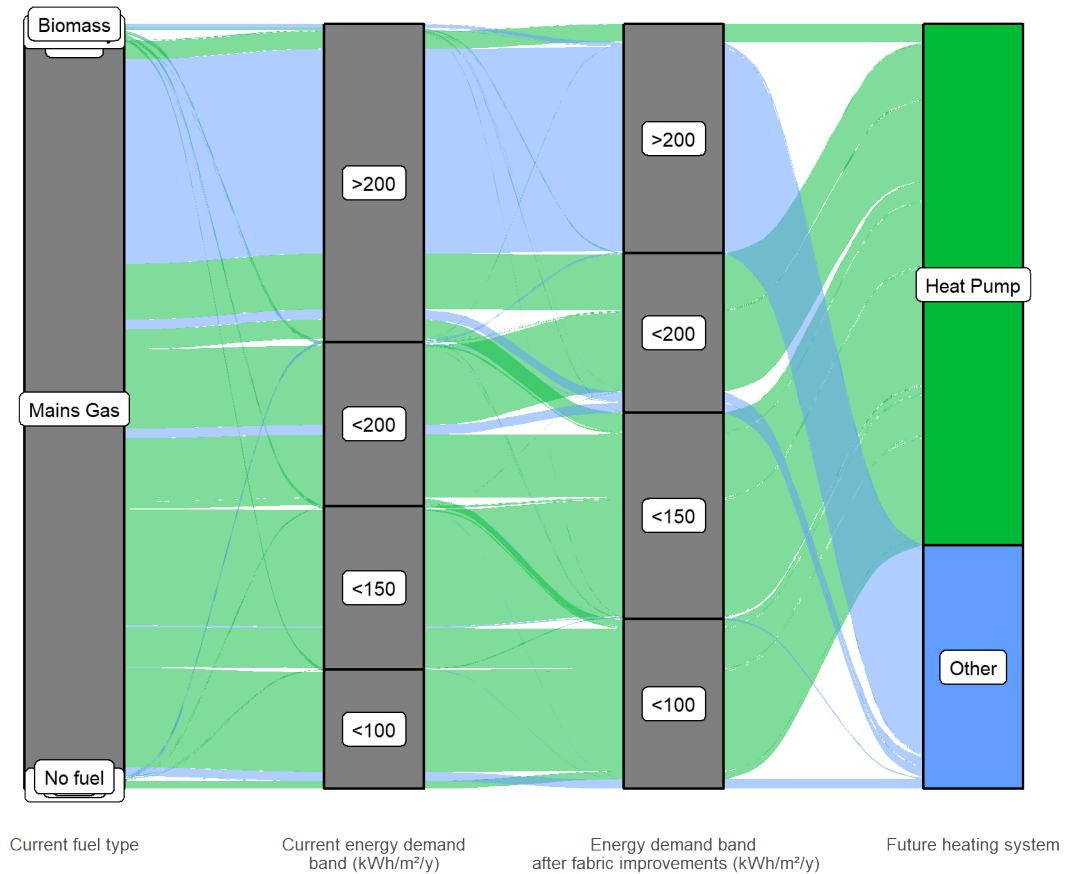 Biomass
Mains Gas
No fuel
>200
<200
<150
<100
>200
<200
<150
<100
Heat Pump
Other
Current fuel type
Current energy demand
band (kWh/m²/y)
Energy demand band
after fabric improvements (kWh/m²/y)
Future heating system